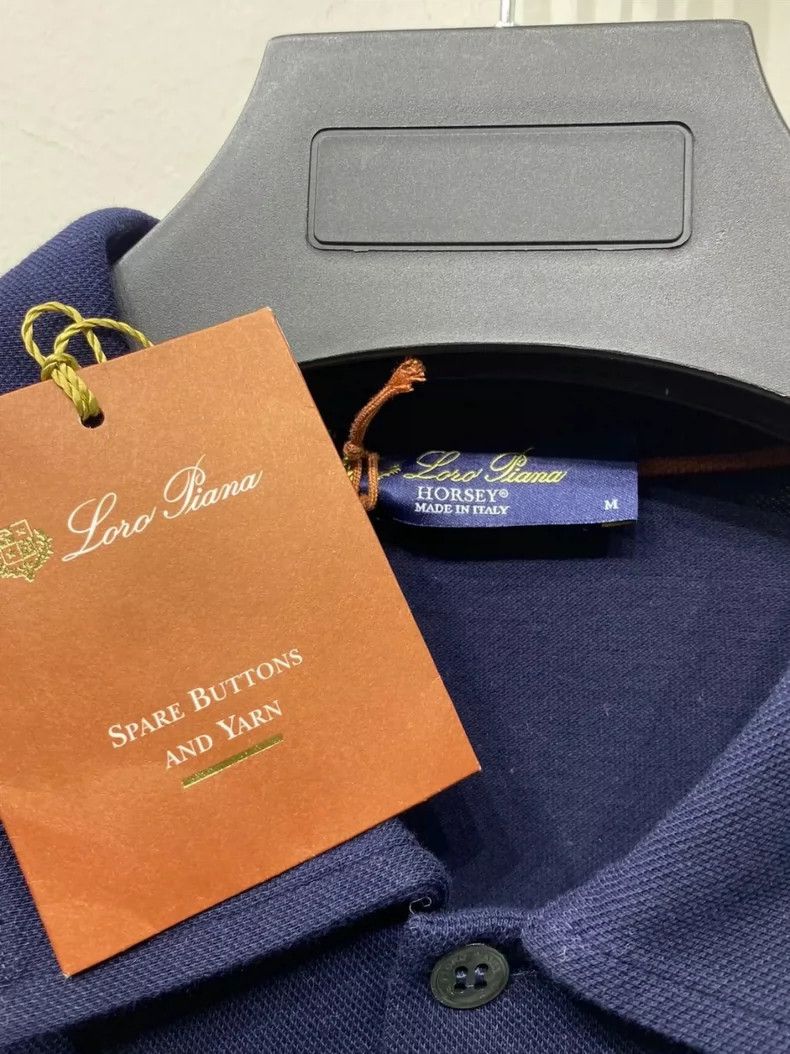 Loro Piana
SPARE BUTTONS
AND YARN
Loro Piana
HORSEY®
MADE IN ITALY
M